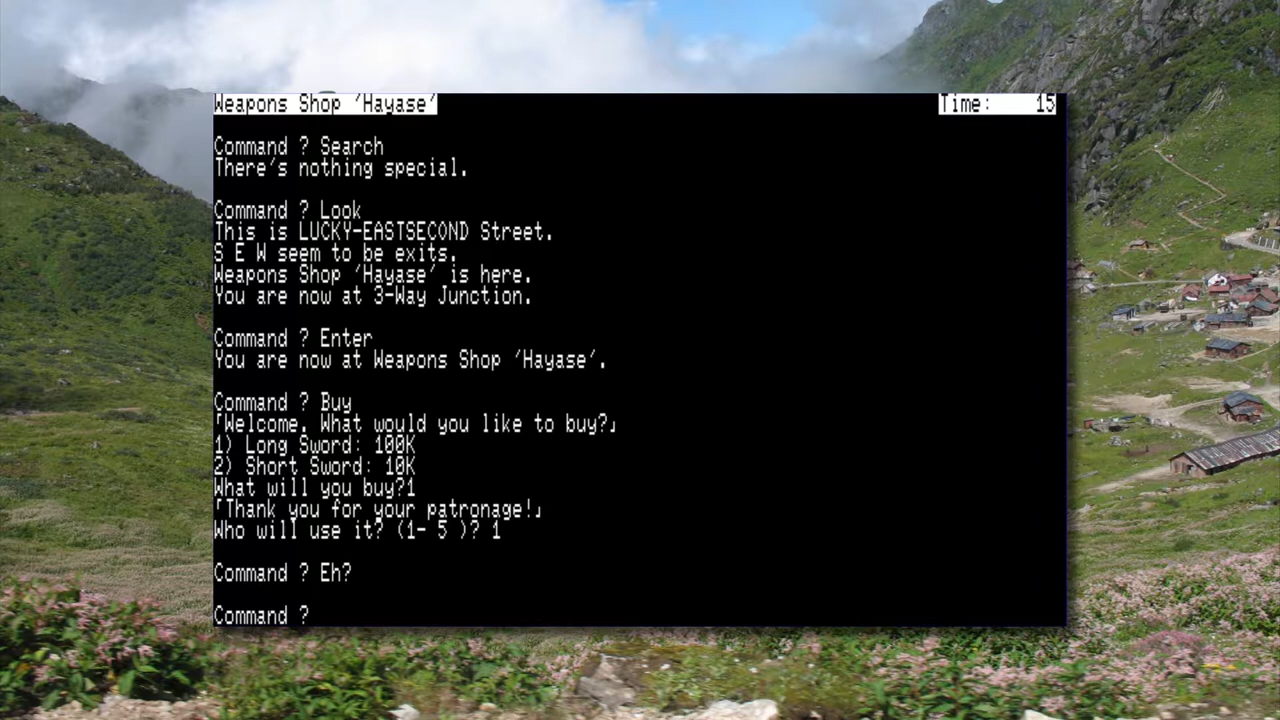 Weapons Shop 'Hayase' Time: 15
Command ? Search
There's nothing special.
Command ? Look
This is LUCKY-EASTSECOND Street.
S E W seem to be exits.
Weapons Shop 'Hayase' is here.
You are now at 3-Way Junction.
Command ? Enter
You are now at Weapons Shop 'Hayase'.
Command ? Buy
「Welcome. What would you like to buy?」
1) Long Sword: 100K
2) Short Sword: 10K
What will you buy?1
「Thank you for your patronage!」
Who will use it? (1- 5 )? 1
Command ? Eh?
Command ?